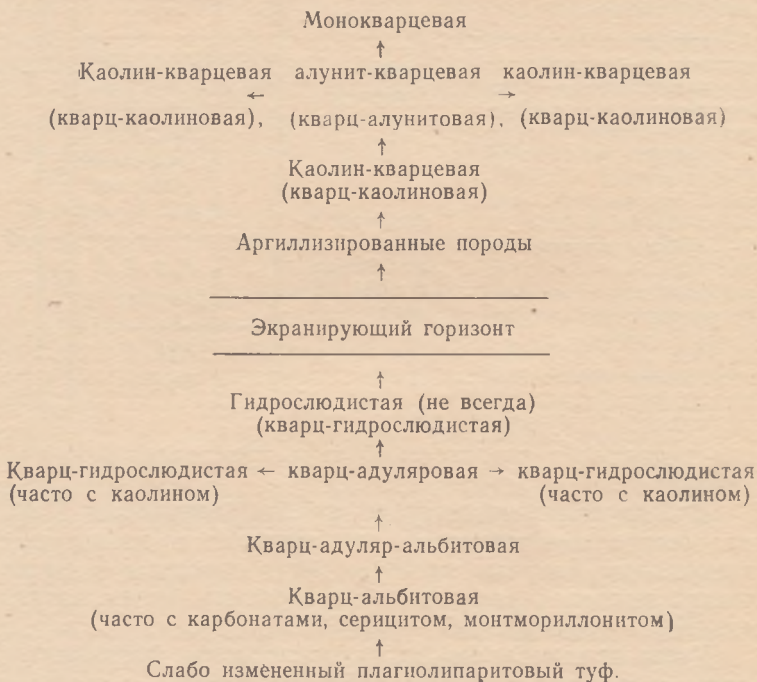 Монокварцевая
↑
Каолин-кварцевая алунит-кварцевая каолин-кварцевая
← →
(кварц-каолиновая), (кварц-алунитовая), (кварц-каолиновая)
↑
Каолин-кварцевая
(кварц-каолиновая)
↑
Аргиллизированные породы
↑
Экранирующий горизонт
↑
Гидрослюдистая (не всегда)
(кварц-гидрослюдистая)
↑
Кварц-гидрослюдистая ← кварц-адуляровая → кварц-гидрослюдистая
(часто с каолином) (часто с каолином)
↑
Кварц-адуляр-альбитовая
↑
Кварц-альбитовая
(часто с карбонатами, серицитом, монтмориллонитом)
↑
Слабо измененный плагиолипаритовый туф.